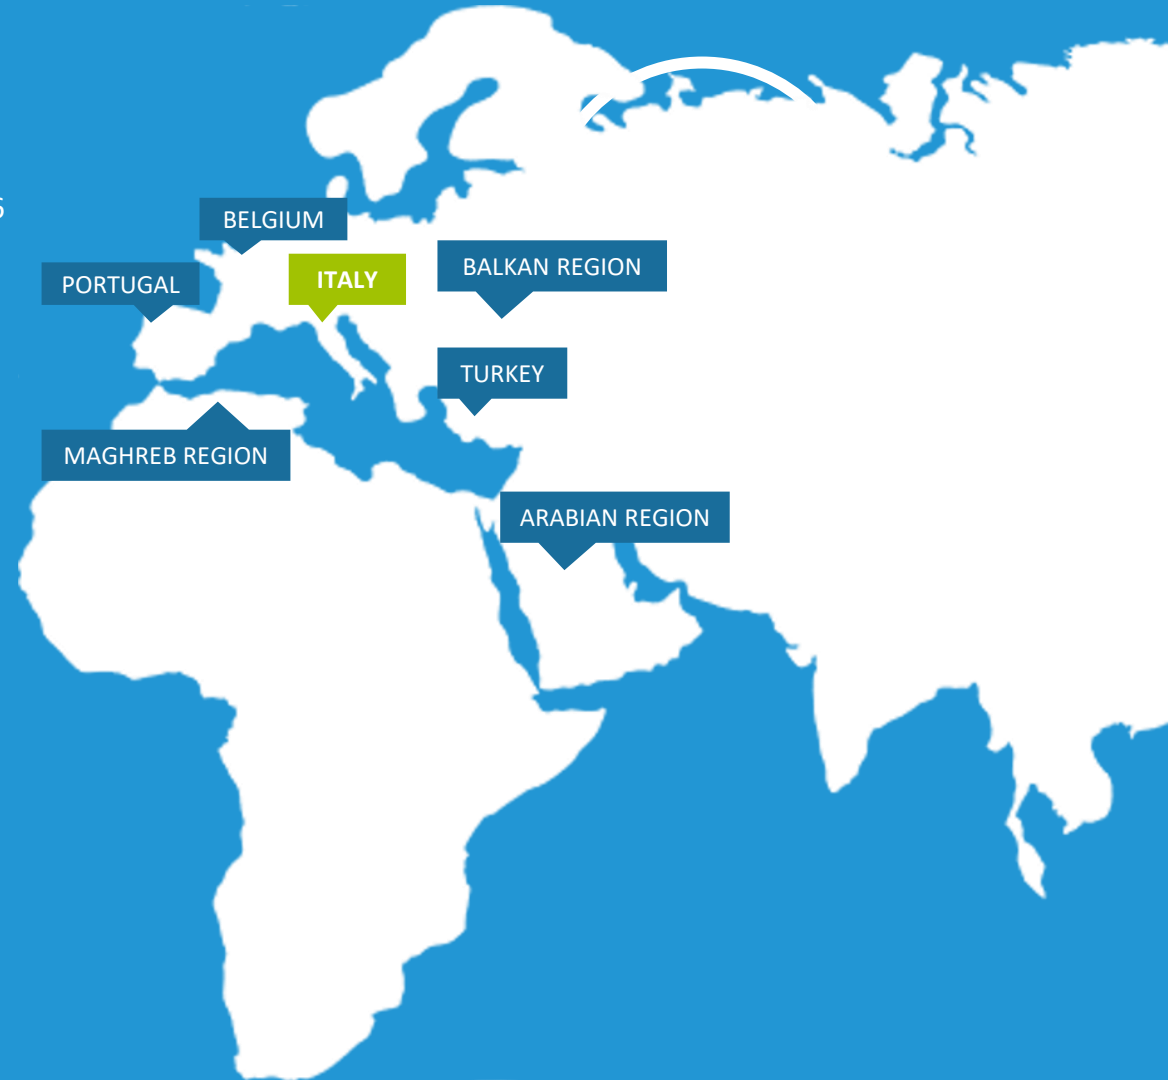 BELGIUM
PORTUGAL
ITALY
BALKAN REGION
TURKEY
MAGHREB REGION
ARABIAN REGION